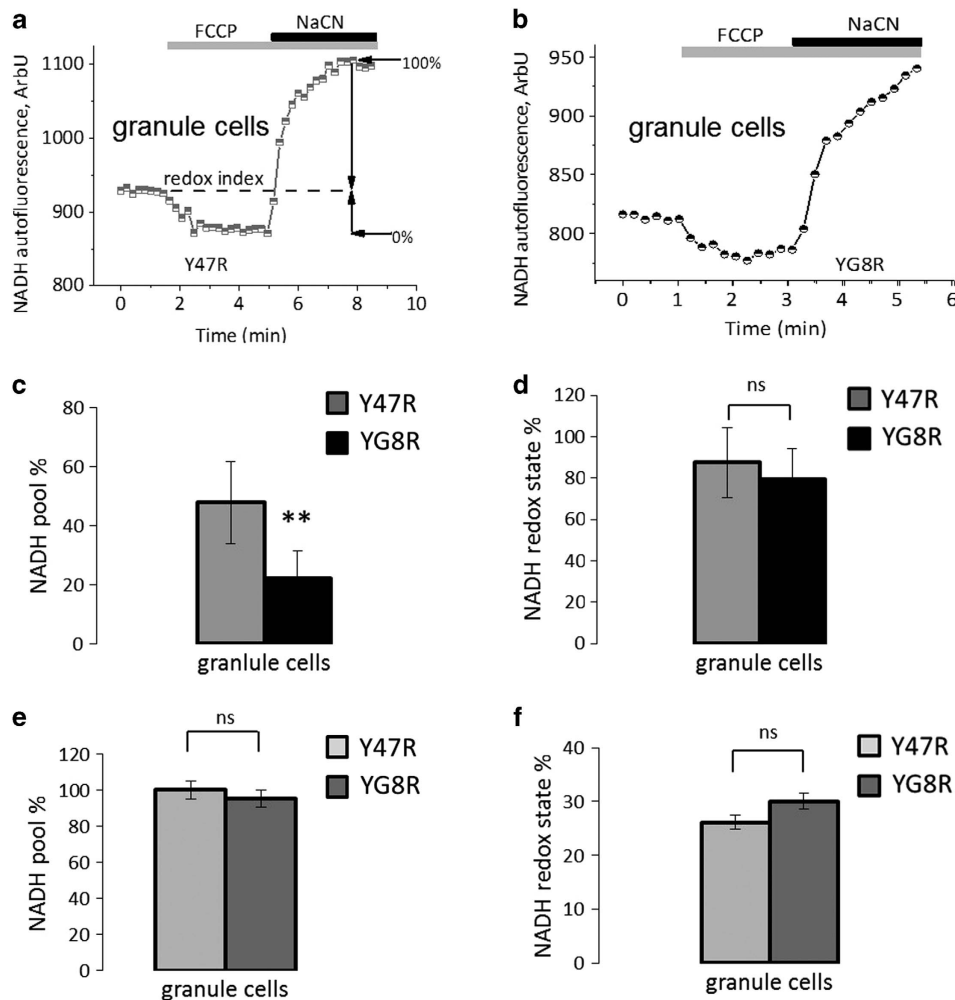 a
NaCN
FCCP
NADH autofluorescence, ArbU
1100
1000
900
800
100%
granule cells
redox index
0%
Y47R
0 2 4 6 8 10
Time (min)
b
NaCN
FCCP
NADH autofluorescence, ArbU
950
900
850
800
granule cells
YG8R
0 1 2 3 4 5 6
Time (min)
c
NADH pool %
80
60
40
20
0
Y47R
YG8R
**
granlule cells
d
NADH redox state %
120
100
80
60
40
20
0
ns
Y47R
YG8R
granule cells
e
NADH pool %
120
100
80
60
40
20
0
ns
Y47R
YG8R
granule cells
f
NADH redox state %
40
30
20
10
0
ns
Y47R
YG8R
granule cells